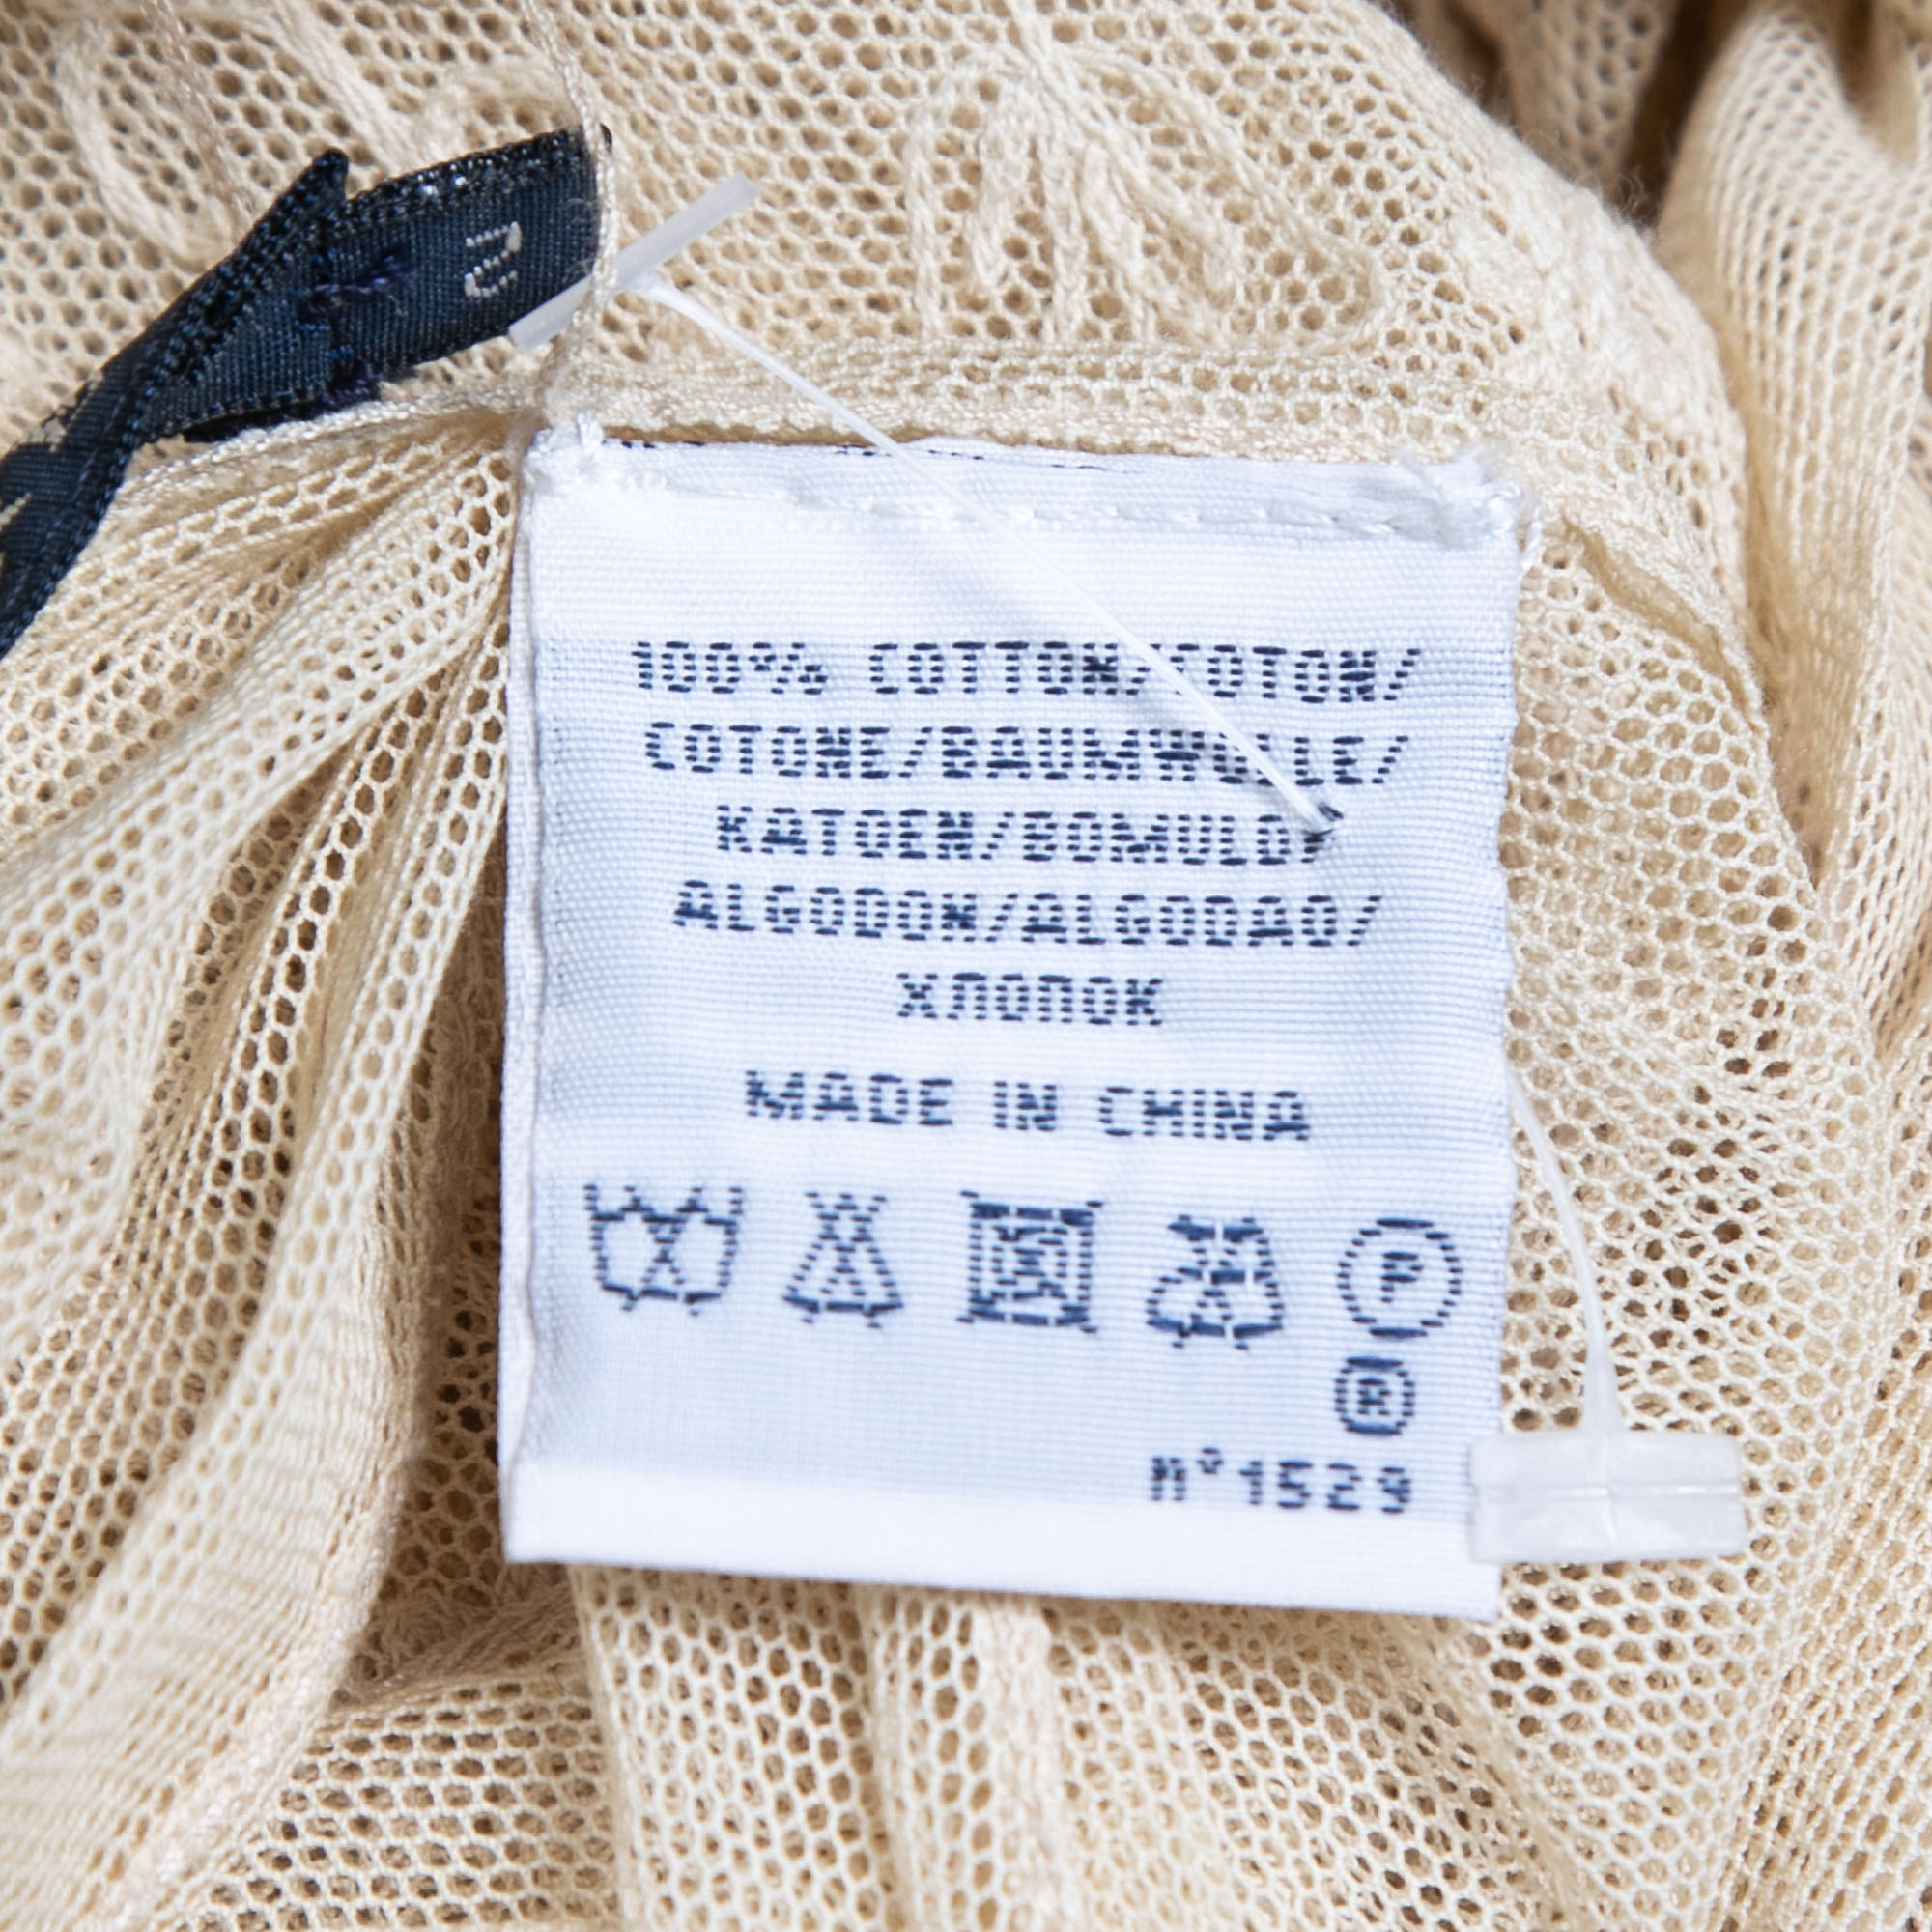 100% COTTON/COTON/
COTONE/BAUMWOLLE/
KATOEN/BOMULD/
ALGODON/ALGODAO/
ХЛОПОК
MADE IN CHINA
P
®
n°1529